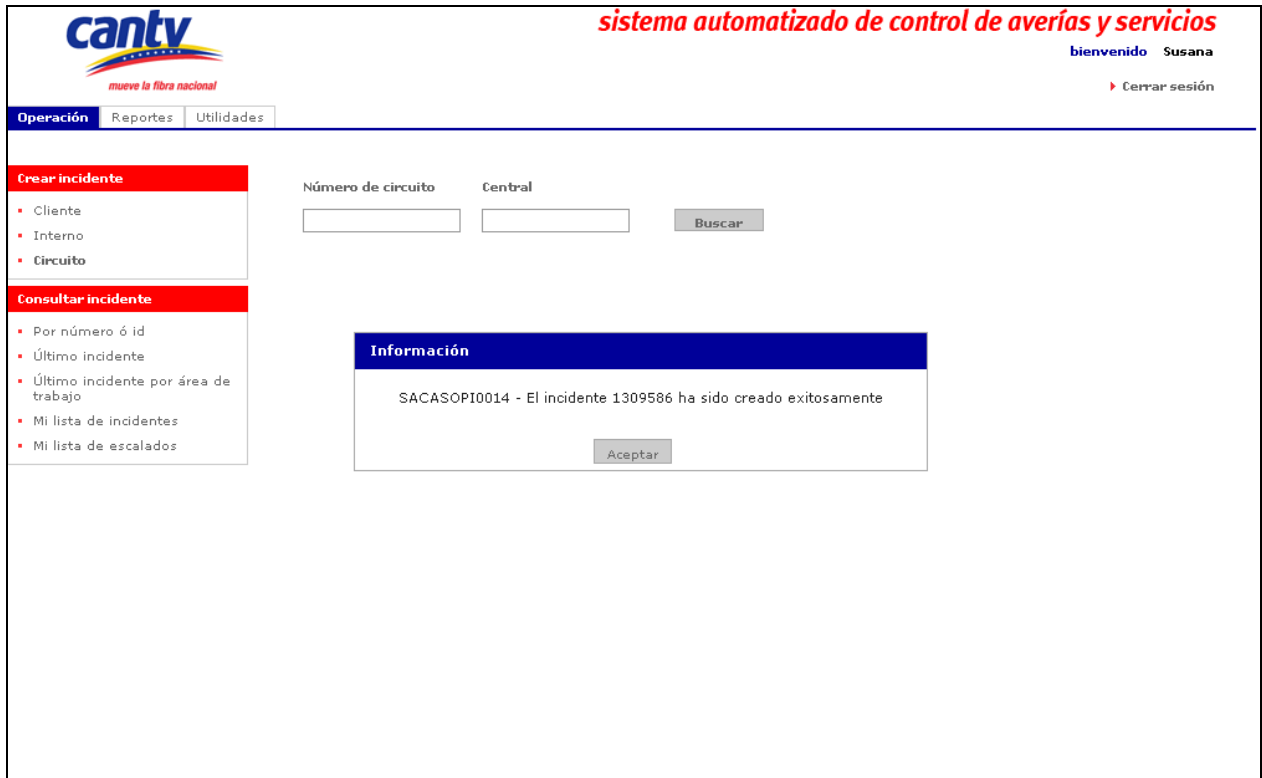 cantv
mueve la fibra nacional
sistema automatizado de control de averías y servicios
bienvenido Susana
Cerrar sesión
Operación Reportes Utilidades
Crear incidente
Cliente
Interno
Circuito
Consultar incidente
Por número ó id
Último incidente
Último incidente por área de
trabajo
Mi lista de incidentes
Mi lista de escalados
Número de circuito Central
Buscar
Información
SACASOPI0014 - El incidente 1309586 ha sido creado exitosamente
Aceptar